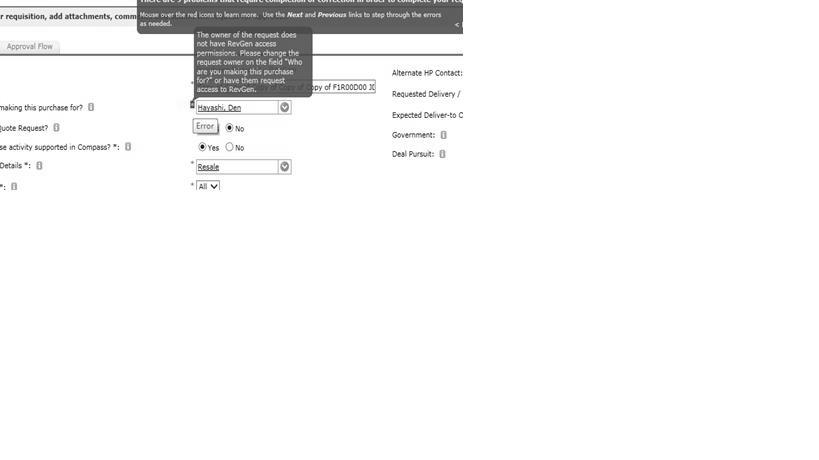 There are 9 problems that require completion or correction in order to complete your req
r requisition, add attachments, comm
Mouse over the red icons to learn more. Use the Next and Previous links to step through the errors
as needed.
<
The owner of the request does
not have RevGen access
permissions. Please change the
request owner on the field "Who
are you making this purchase
for?" or have them request
access to RevGen.
Approval Flow
* Copy of Copy of F1R00D00 JD
Alternate HP Contact:
Requested Delivery /
making this purchase for?
Hayashi, Den
Expected Deliver-to C
Error
Quote Request?
No
Government:
se activity supported in Compass? *:
Yes No
Deal Pursuit:
Details *:
* Resale
*:
* All